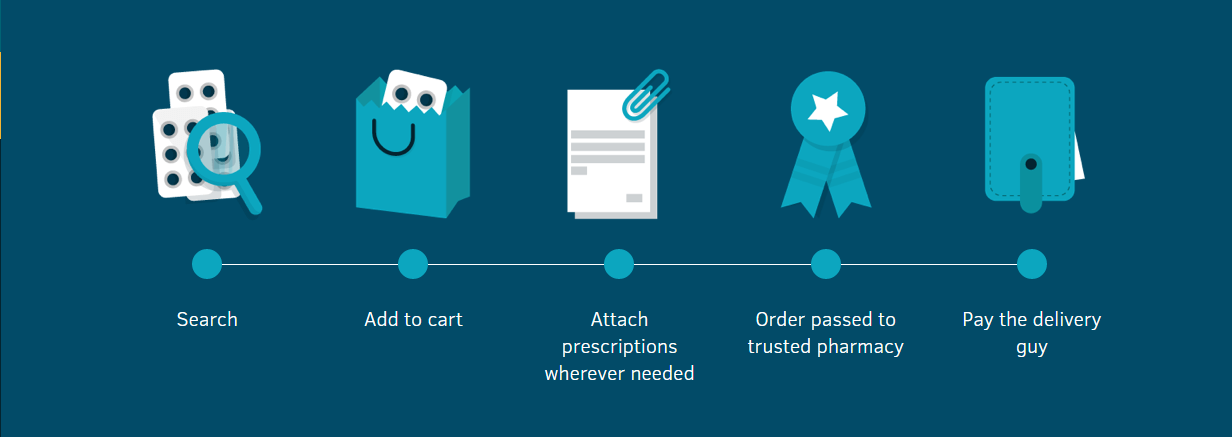 Search
Add to cart
Attach
prescriptions
wherever needed
Order passed to
trusted pharmacy
Pay the delivery
guy